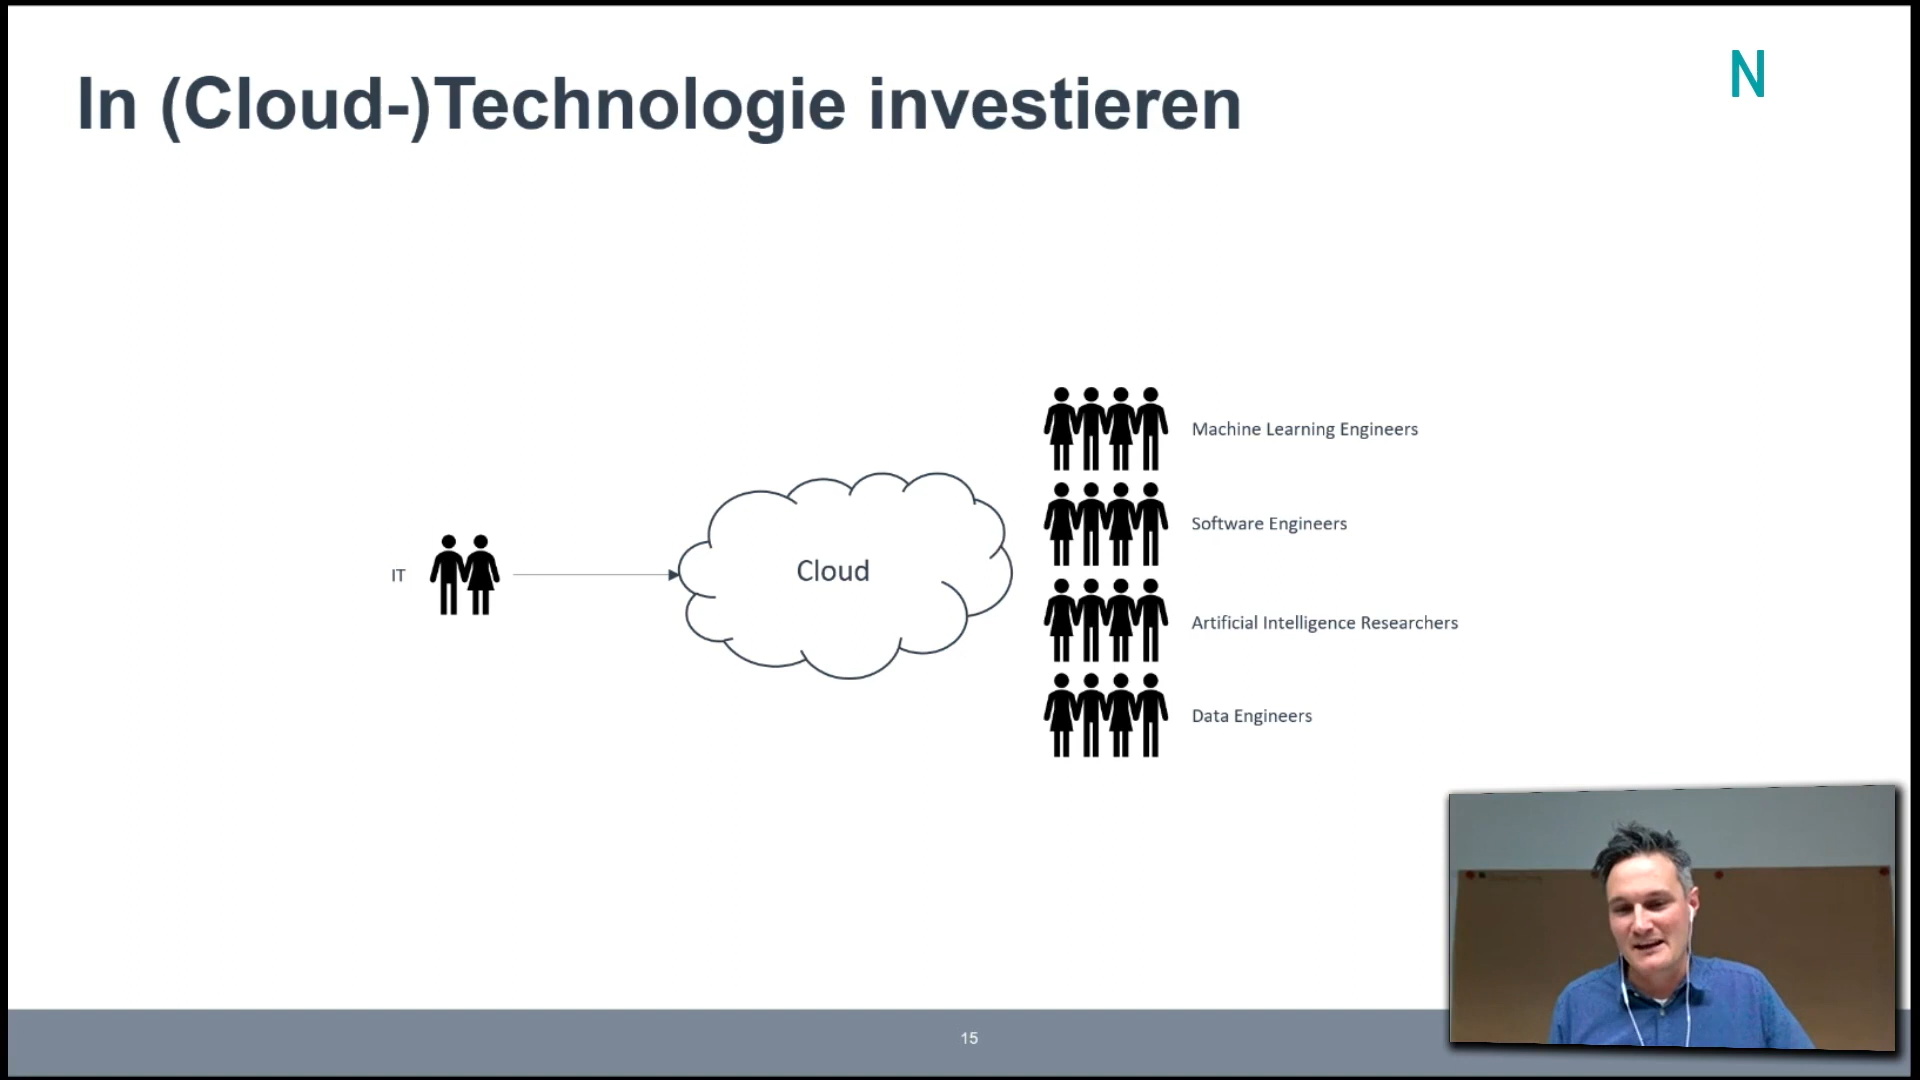 In (Cloud-)Technologie investieren
N
Machine Learning Engineers
Software Engineers
IT
Cloud
Artificial Intelligence Researchers
Data Engineers
15